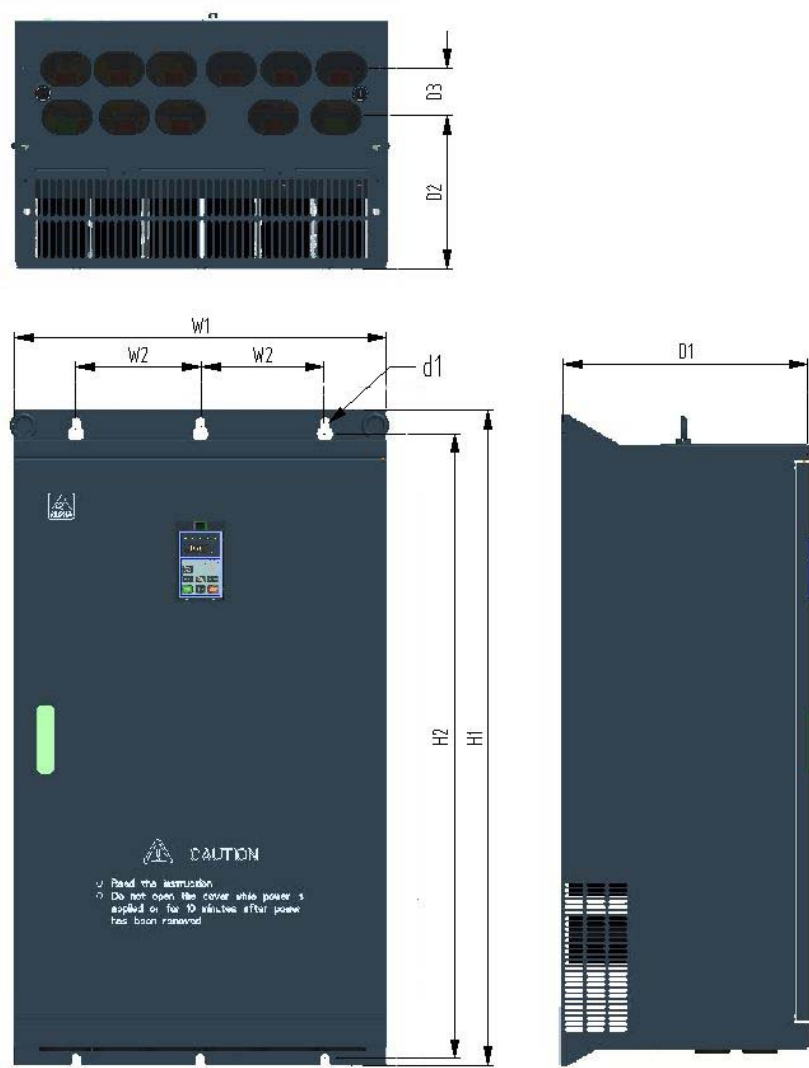 D3
D2
W1
W2
W2
d1
D1
ALPHA
H2
H1
CAUTION
Read the instruction
Do not open the cover while power is
applied or for 10 minutes after power
has been removed